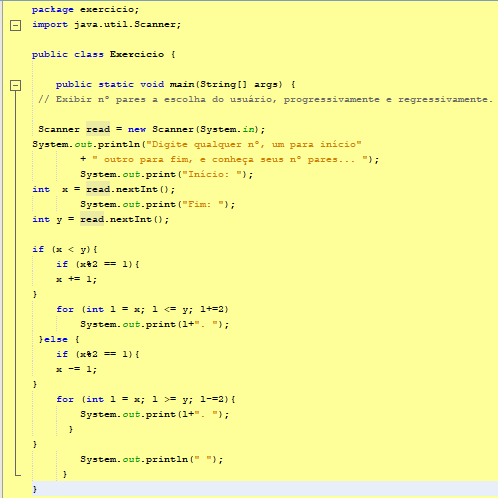 package exercicio;
import java.util.Scanner;
public class Exercicio {
public static void main(String[] args) {
// Exibir nº pares a escolha do usuário, progressivamente e regressivamente.
Scanner read = new Scanner(System.in);
System.out.println("Digite qualquer nº, um para inicio"
+ " outro para fim, e conheça seus nº pares... ");
System.out.print("Inicio: ");
int x = read.nextInt();
System.out.print("Fim: ");
int y = read.nextInt();
if (x < y){
if (x%2 == 1){
x += 1;
}
for (int l = x; l <= y; l+=2)
System.out.print(l+". ");
}else {
if (x%2 == 1){
x -= 1;
}
for (int l = x; l >= y; l-=2){
System.out.print(l+". ");
}
}
System.out.println(" ");
}
}